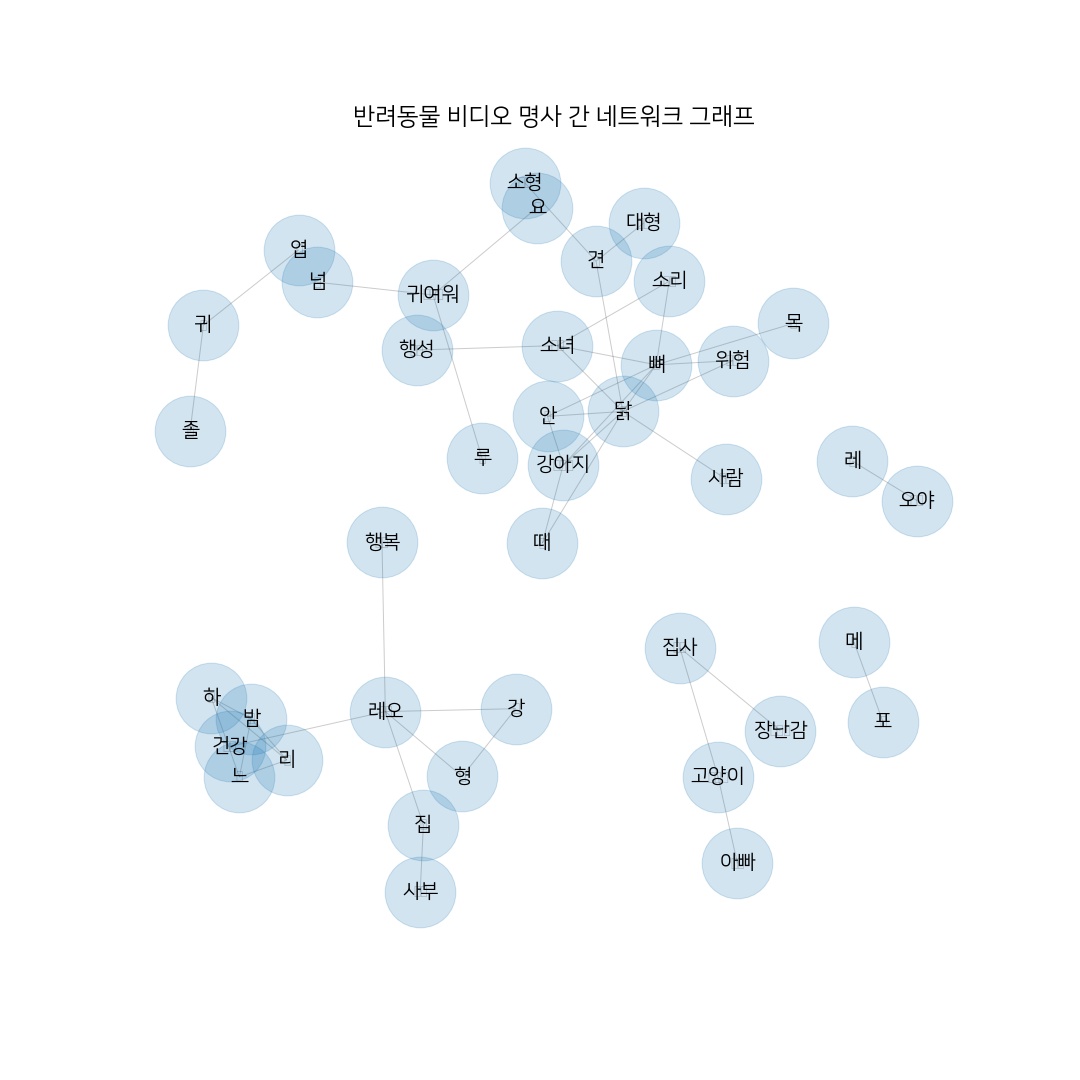 반려동물 비디오 명사 간 네트워크 그래프
소형
요
대형
엽
견
넘
소리
귀여워
귀
목
소녀
행성
위험
뼈
닭
안
졸
루
강아지
레
사람
오야
행복
때
메
집사
하
강
레오
밤
포
장난감
건강
리
느
형
고양이
집
아빠
사부